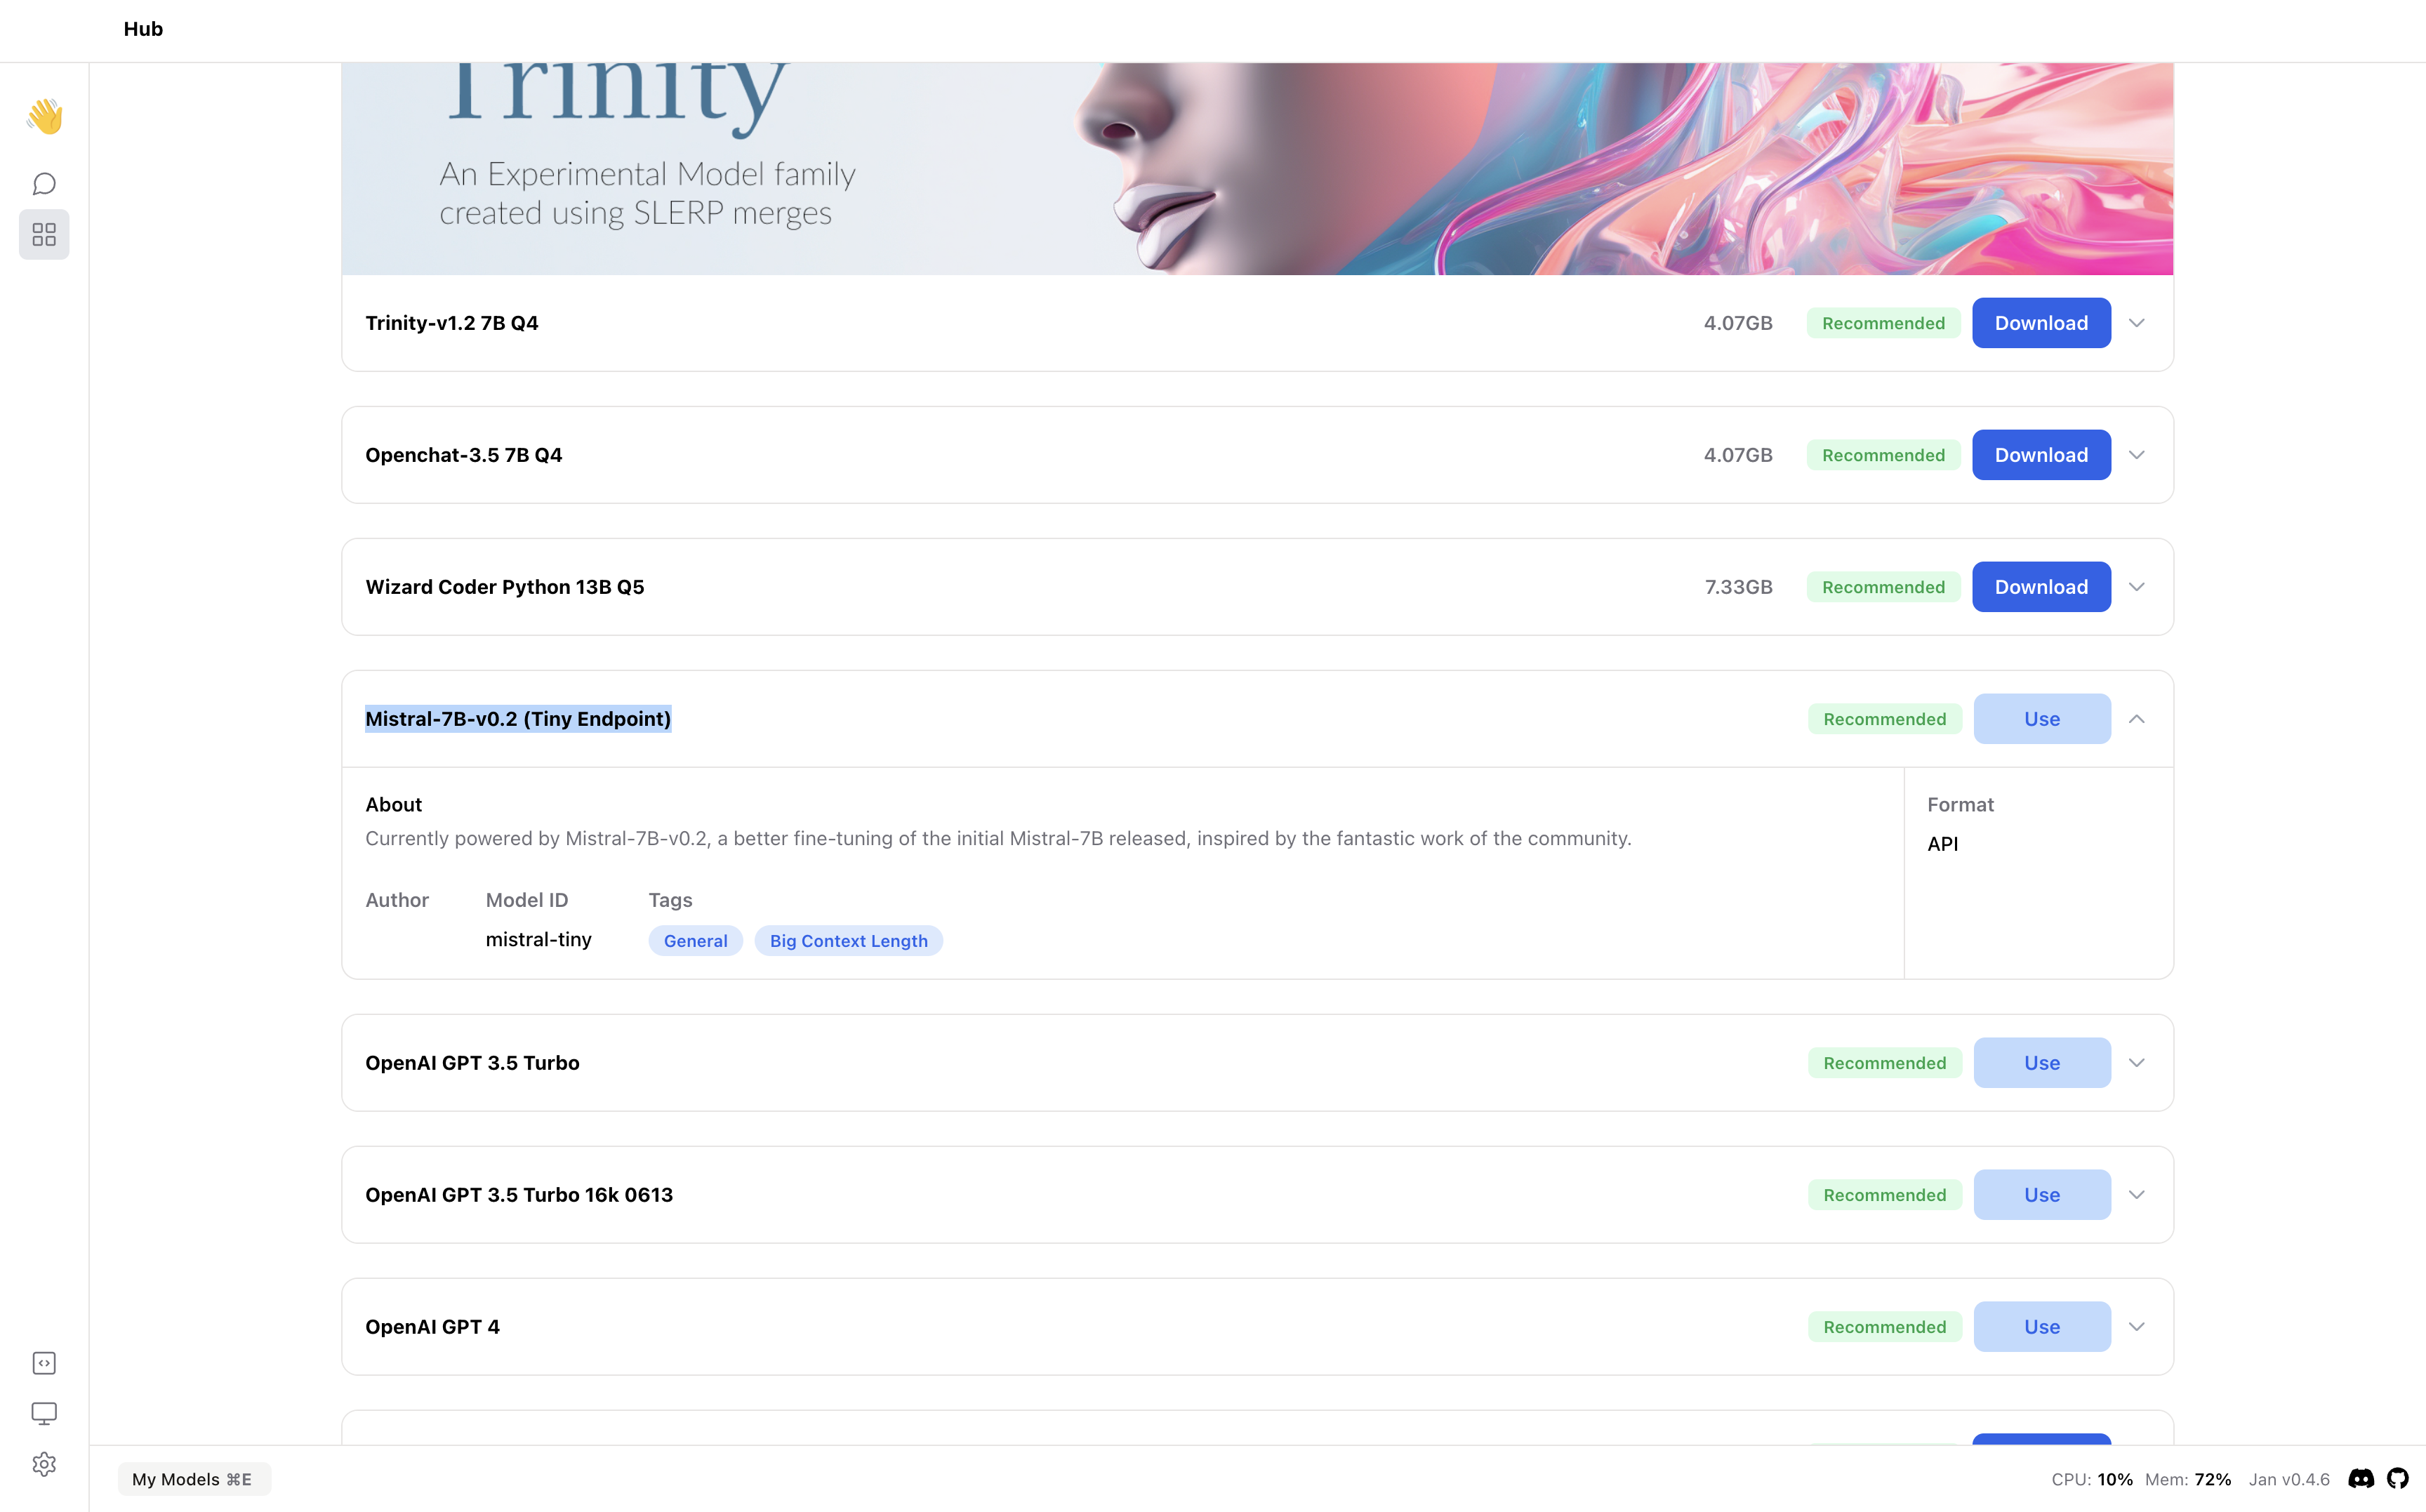 Hub
Trinity
An Experimental Model family
created using SLERP merges
Trinity-v1.2 7B Q4
4.07GB
Recommended
Download
Openchat-3.5 7B Q4
4.07GB
Recommended
Download
Wizard Coder Python 13B Q5
7.33GB
Recommended
Download
Mistral-7B-v0.2 (Tiny Endpoint)
Recommended
Use
About
Currently powered by Mistral-7B-v0.2, a better fine-tuning of the initial Mistral-7B released, inspired by the fantastic work of the community.
Format
API
Author
Model ID
mistral-tiny
Tags
General
Big Context Length
OpenAI GPT 3.5 Turbo
Recommended
Use
OpenAI GPT 3.5 Turbo 16k 0613
Recommended
Use
OpenAI GPT 4
Recommended
Use
My Models ⌘E
CPU: 10% Mem: 72% Jan v0.4.6